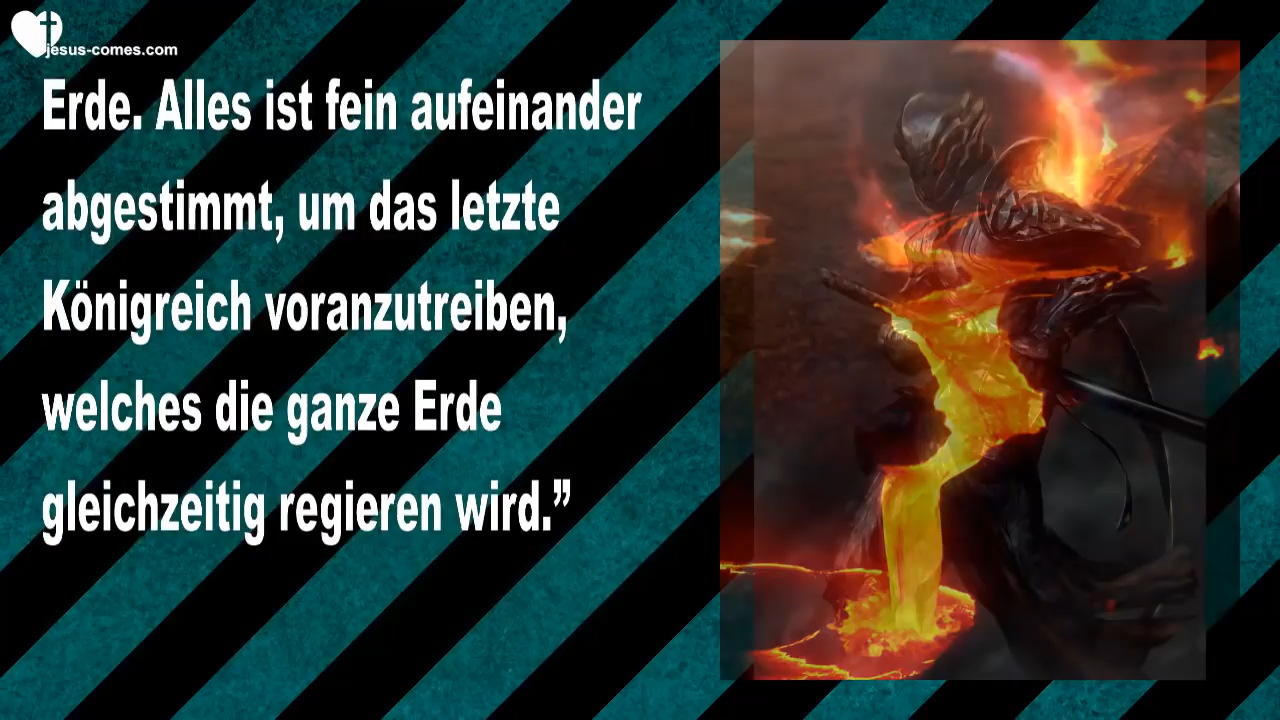 jesus-comes.com
Erde. Alles ist fein aufeinander
abgestimmt, um das letzte
Königreich voranzutreiben,
welches die ganze Erde
gleichzeitig regieren wird.”